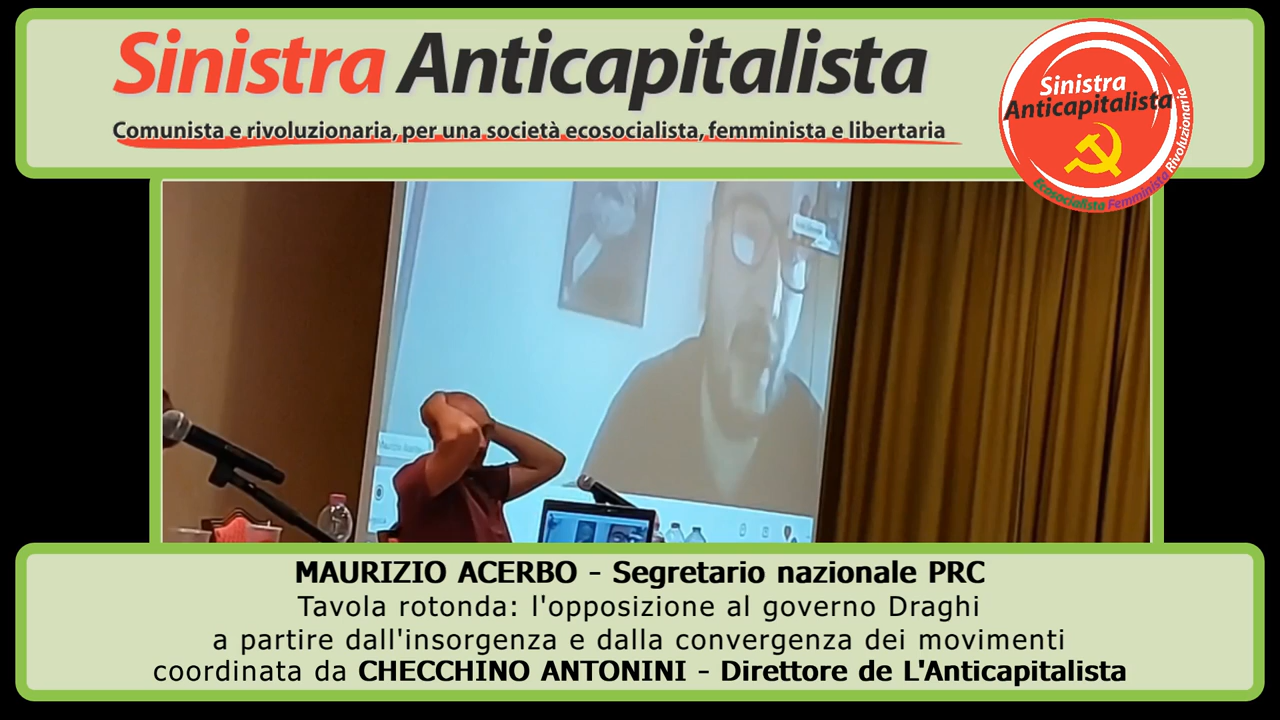 Sinistra Anticapitalista
Comunista e rivoluzionaria, per una società ecosocialista, femminista e libertaria
Sinistra
Anticapitalista
Ecosocialista Femminista Rivoluzionaria
MAURIZIO ACERBO - Segretario nazionale PRC
Tavola rotonda: l'opposizione al governo Draghi
a partire dall'insorgenza e dalla convergenza dei movimenti
coordinata da CHECCHINO ANTONINI - Direttore de L'Anticapitalista